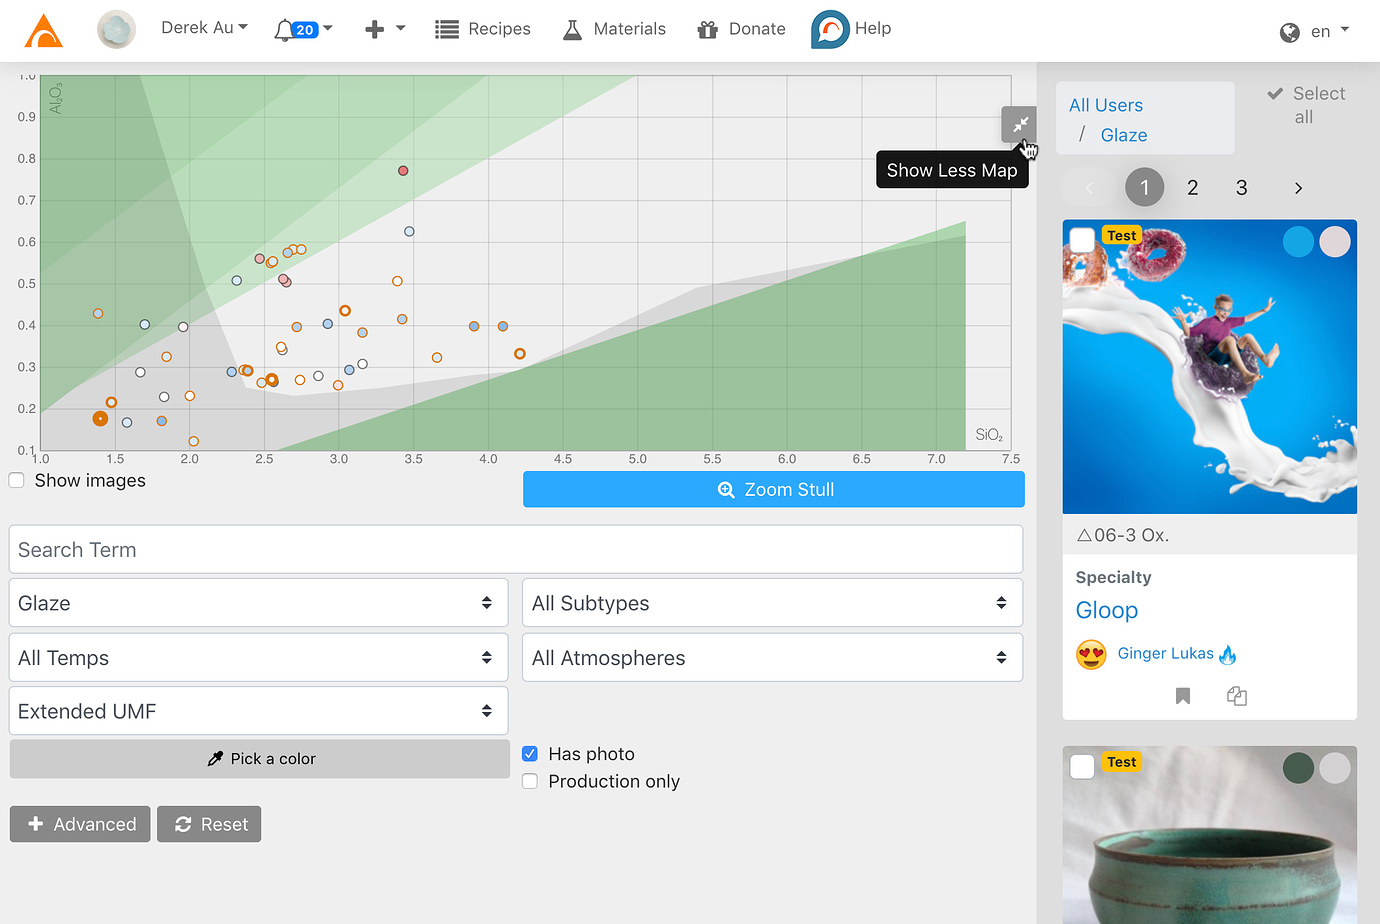 Derek Au
20
Recipes
Materials
Donate
Help
en
1.0
Al₂O₃
0.9
0.8
0.7
0.6
0.5
0.4
0.3
0.2
0.1
SiO₂
1.0 1.5 2.0 2.5 3.0 3.5 4.0 4.5 5.0 5.5 6.0 6.5 7.0 7.5
Show Less Map
Show images
Zoom Stull
Search Term
Glaze
All Subtypes
All Temps
All Atmospheres
Extended UMF
Pick a color
Has photo
Production only
Advanced
Reset
All Users
/ Glaze
Select
all
1 2 3
Test
△06-3 Ox.
Specialty
Gloop
Ginger Lukas
Test